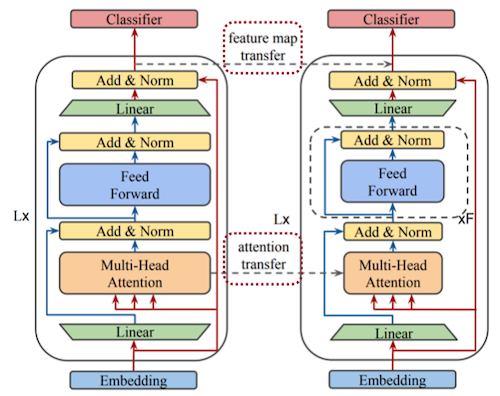 Classifier
Add & Norm
Linear
Add & Norm
Feed
Forward
Lx
Add & Norm
Multi-Head
Attention
Linear
Embedding
feature map
transfer
attention
transfer
Classifier
Add & Norm
Linear
Add & Norm
Feed
Forward
Lx
xF
Add & Norm
Multi-Head
Attention
Linear
Embedding